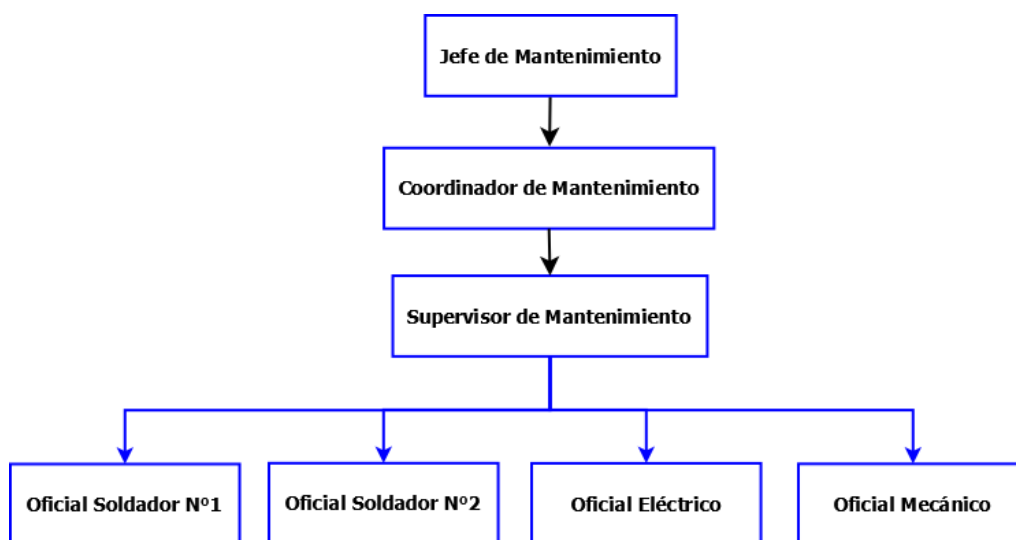 Jefe de Mantenimiento
Coordinador de Mantenimiento
Supervisor de Mantenimiento
Oficial Soldador Nº1
Oficial Soldador Nº2
Oficial Eléctrico
Oficial Mecánico